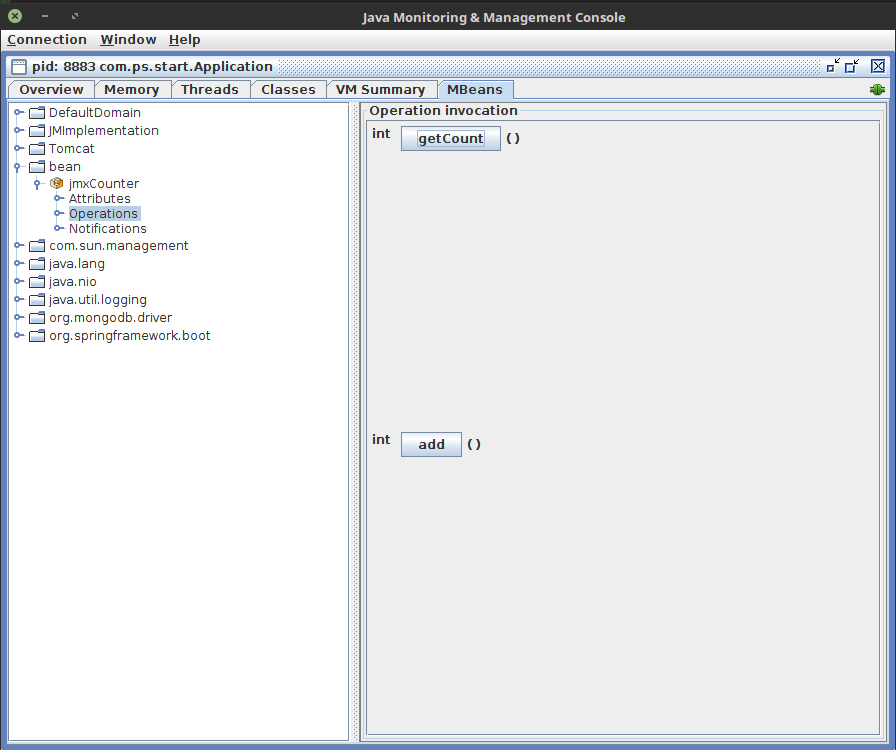 Java Monitoring & Management Console
Connection Window Help
pid: 8883 com.ps.start.Application
Overview Memory Threads Classes VM Summary MBeans
DefaultDomain
JMImplementation
Tomcat
bean
jmxCounter
Attributes
Operations
Notifications
com.sun.management
java.lang
java.nio
java.util.logging
org.mongodb.driver
org.springframework.boot
Operation invocation
int getCount ()
int add ()